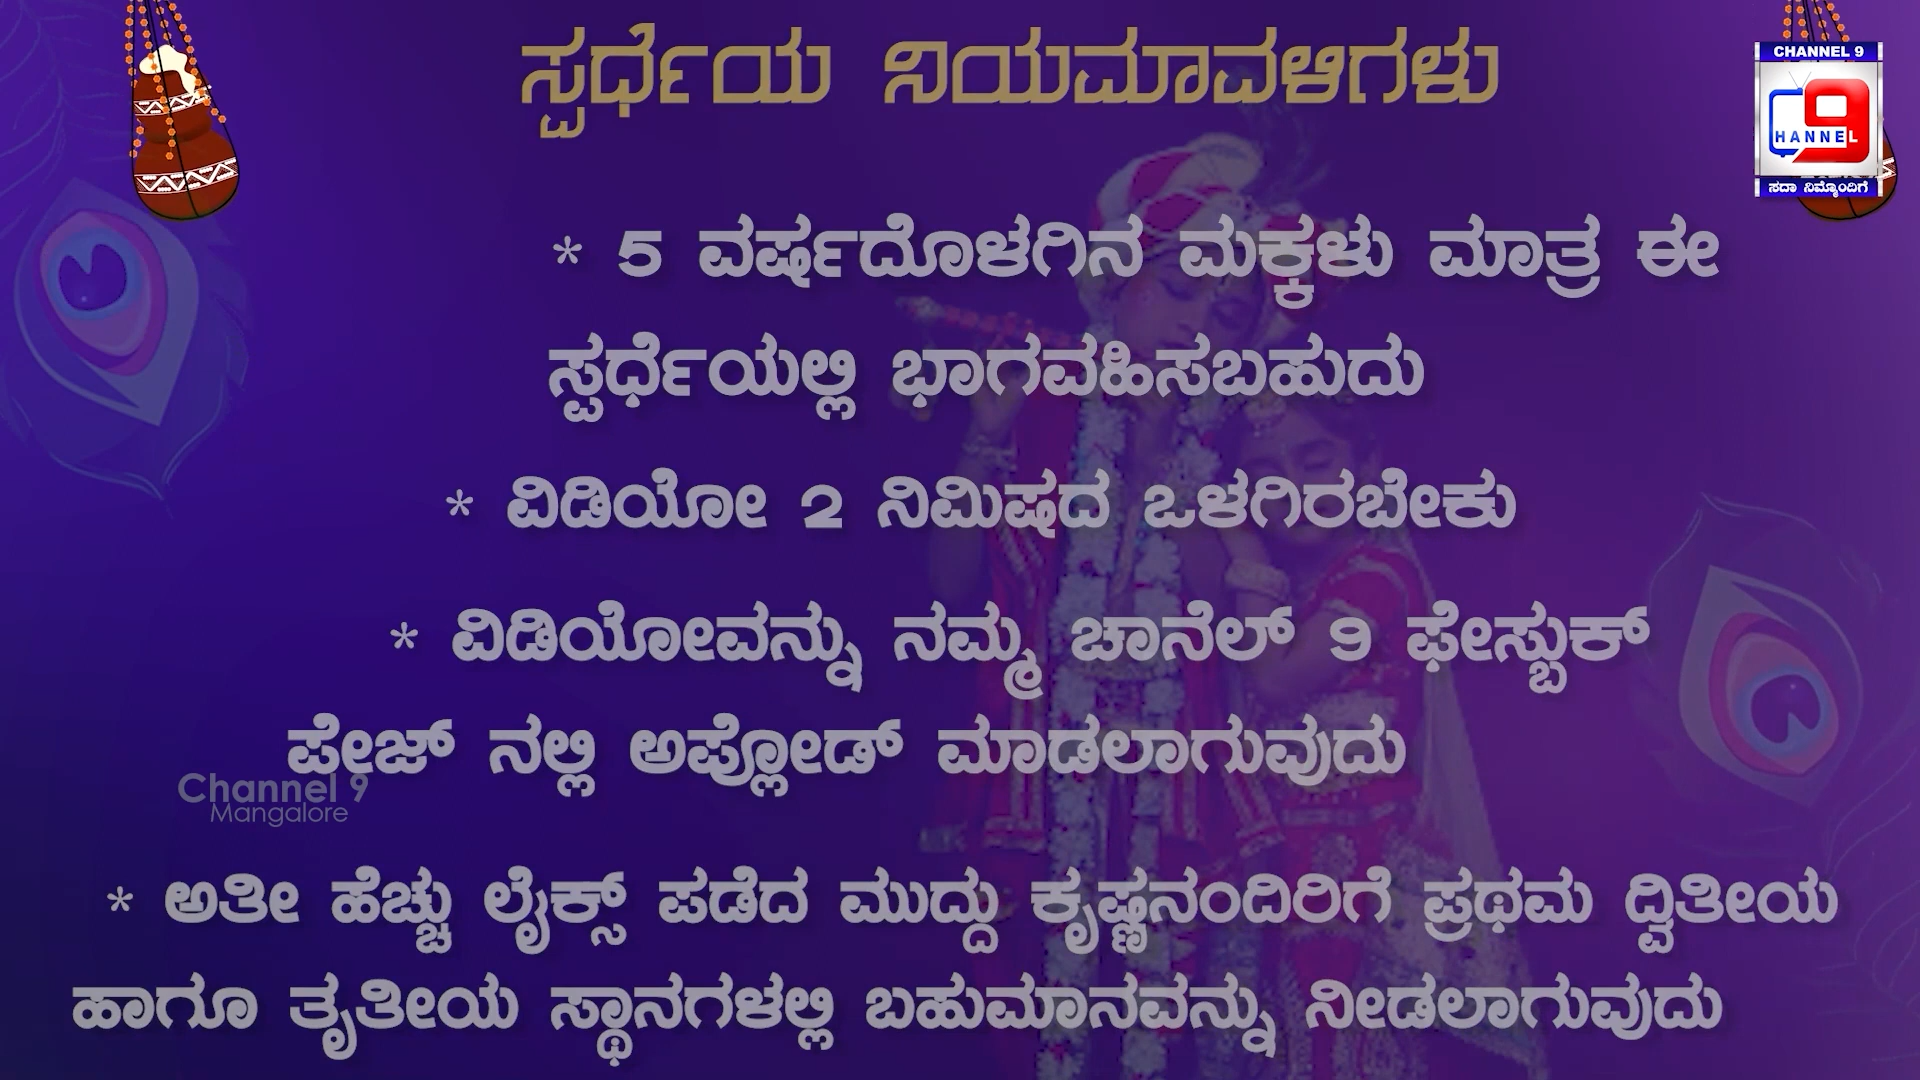 ಸ್ಪರ್ಧೆಯ ನಿಯಮಾವಳಿಗಳು
CHANNEL 9
9
HANNEL
ಸದಾ ನಿಮ್ಮೊಂದಿಗೆ
* 5 ವರ್ಷದೊಳಗಿನ ಮಕ್ಕಳು ಮಾತ್ರ ಈ
ಸ್ಪರ್ಧೆಯಲ್ಲಿ ಭಾಗವಹಿಸಬಹುದು
* ವಿಡಿಯೋ 2 ನಿಮಿಷದ ಒಳಗಿರಬೇಕು
* ವಿಡಿಯೋವನ್ನು ನಮ್ಮ ಚಾನೆಲ್ 9 ಫೇಸ್ಬುಕ್
ಪೇಜ್ ನಲ್ಲಿ ಅಪ್ಲೋಡ್ ಮಾಡಲಾಗುವುದು
Channel 9
Mangalore
* ಅತೀ ಹೆಚ್ಚು ಲೈಕ್ಸ್ ಪಡೆದ ಮುದ್ದು ಕೃಷ್ಣನಂದಿರಿಗೆ ಪ್ರಥಮ ದ್ವಿತೀಯ
ಹಾಗೂ ತೃತೀಯ ಸ್ಥಾನಗಳಲ್ಲಿ ಬಹುಮಾನವನ್ನು ನೀಡಲಾಗುವುದು